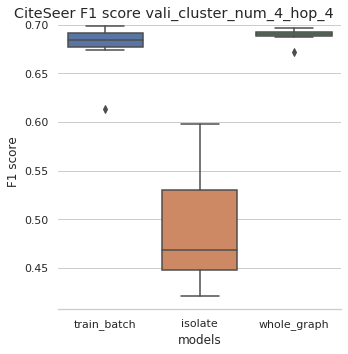 CiteSeer F1 score vali_cluster_num_4_hop_4
0.70
0.65
0.60
0.55
0.50
0.45
F1 score
train_batch isolate whole_graph
models